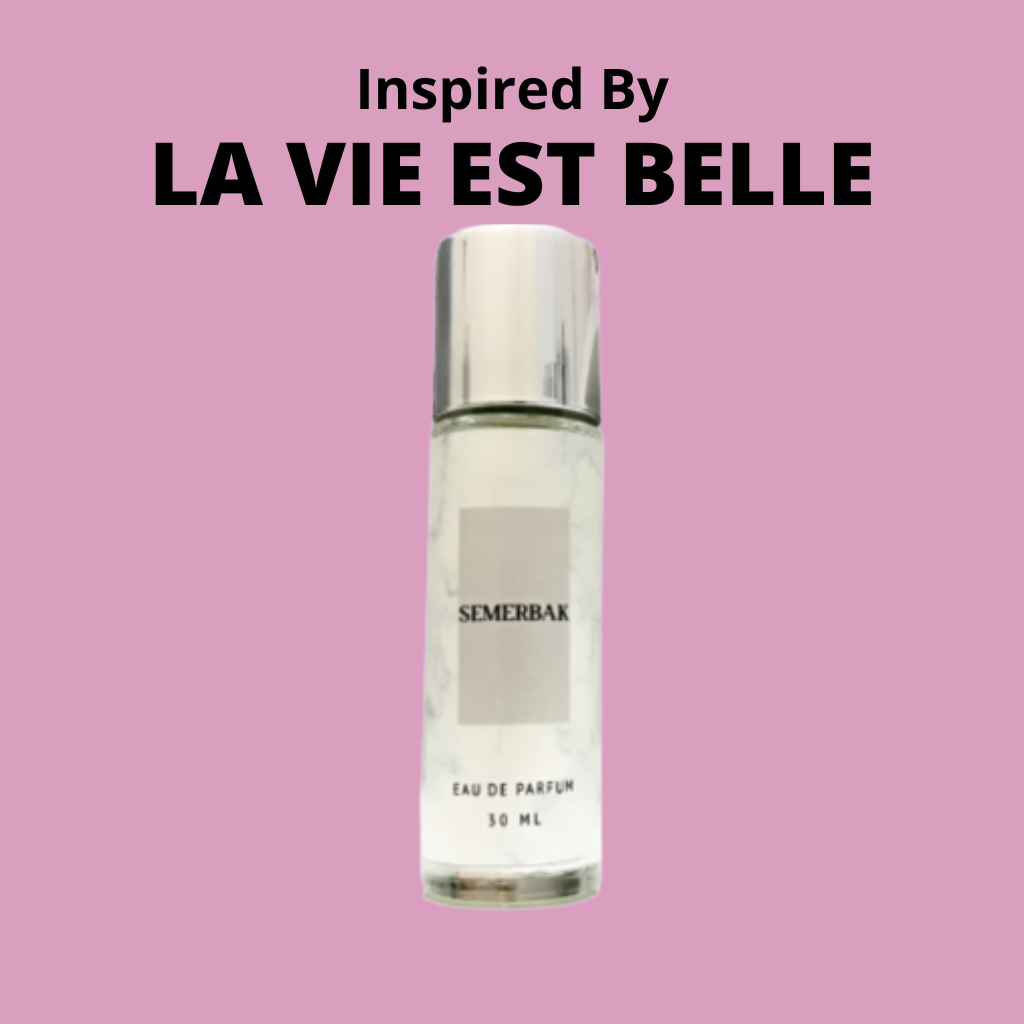 Inspired By
LA VIE EST BELLE
SEMERBAK
EAU DE PARFUM
30 ML